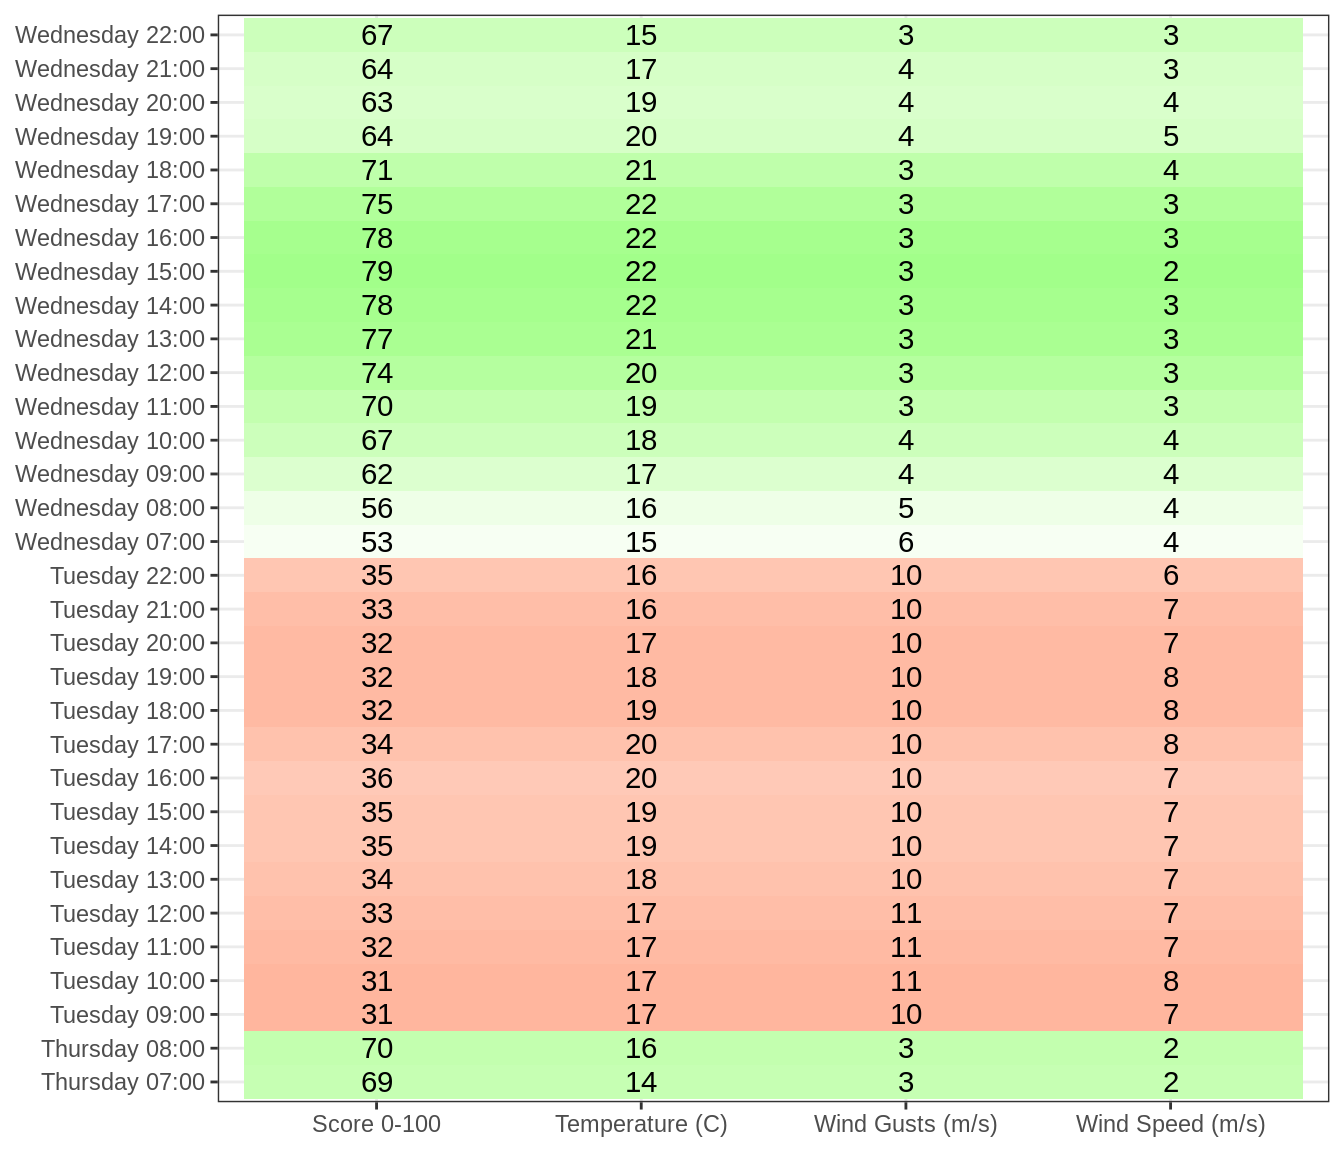 Wednesday 22:00 67 15 3 3
Wednesday 21:00 64 17 4 3
Wednesday 20:00 63 19 4 4
Wednesday 19:00 64 20 4 5
Wednesday 18:00 71 21 3 4
Wednesday 17:00 75 22 3 3
Wednesday 16:00 78 22 3 3
Wednesday 15:00 79 22 3 2
Wednesday 14:00 78 22 3 3
Wednesday 13:00 77 21 3 3
Wednesday 12:00 74 20 3 3
Wednesday 11:00 70 19 3 3
Wednesday 10:00 67 18 4 4
Wednesday 09:00 62 17 4 4
Wednesday 08:00 56 16 5 4
Wednesday 07:00 53 15 6 4
Tuesday 22:00 35 16 10 6
Tuesday 21:00 33 16 10 7
Tuesday 20:00 32 17 10 7
Tuesday 19:00 32 18 10 8
Tuesday 18:00 32 19 10 8
Tuesday 17:00 34 20 10 8
Tuesday 16:00 36 20 10 7
Tuesday 15:00 35 19 10 7
Tuesday 14:00 35 19 10 7
Tuesday 13:00 34 18 10 7
Tuesday 12:00 33 17 11 7
Tuesday 11:00 32 17 11 7
Tuesday 10:00 31 17 11 8
Tuesday 09:00 31 17 10 7
Thursday 08:00 70 16 3 2
Thursday 07:00 69 14 3 2
Score 0-100 Temperature (C) Wind Gusts (m/s) Wind Speed (m/s)